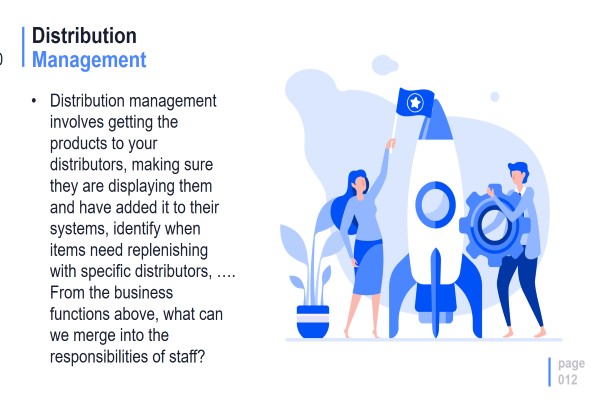 Distribution
Management
• Distribution management
involves getting the
products to your
distributors, making sure
they are displaying them
and have added it to their
systems, identify when
items need replenishing
with specific distributors, ….
From the business
functions above, what can
we merge into the
responsibilities of staff?
page
012